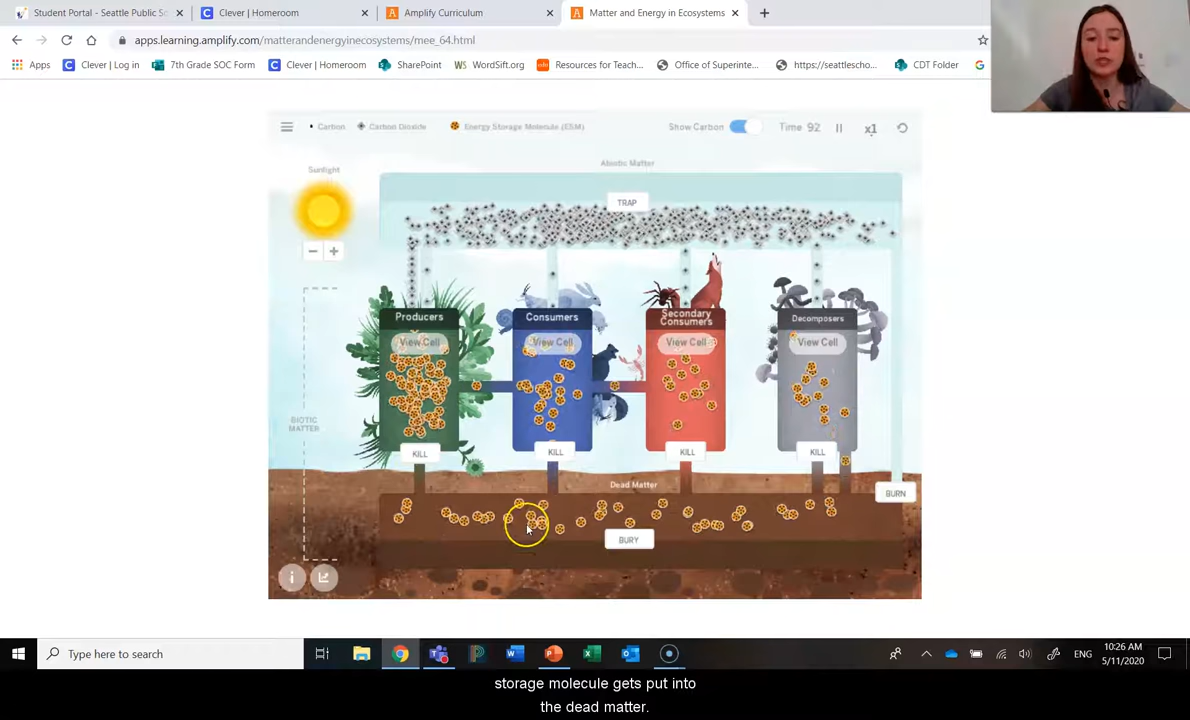 Student Portal - Seattle Public Sc
Clever | Homeroom
Amplify Curriculum
Matter and Energy in Ecosystems
apps.learning.amplify.com/matterandenergyinecosystems/mee_64.html
Apps
Clever | Log in
7th Grade SOC Form
Clever | Homeroom
SharePoint
WS WordSift.org
Resources for Teach...
Office of Superinte...
https://seattlescho...
CDT Folder
Carbon
Carbon Dioxide
Energy Storage Molecule (ESM)
Show Carbon
Time 92
x1
Sunlight
Abiotic Matter
TRAP
Producers
Consumers
Secondary
Consumers
Decomposers
View Cell
View Cell
View Cell
View Cell
BIOTIC
MATTER
KILL
KILL
KILL
KILL
Dead Matter
BURN
BURY
Type here to search
ENG
10:26 AM
5/11/2020
storage molecule gets put into
the dead matter.